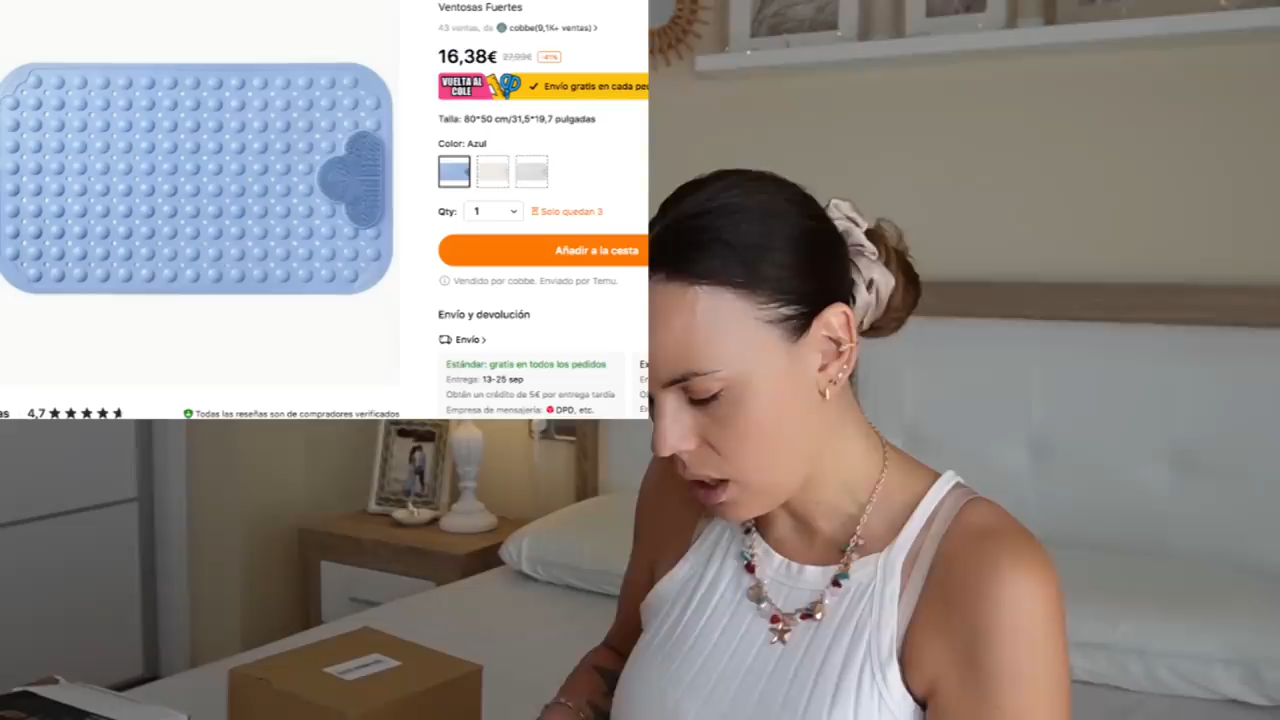 Ventosas Fuertes
43 ventas, de cobbe(9,1K+ ventas) >
16,38€ 27,99€ -41%
VUELTA AL COLE
✓ Envío gratis en cada pe
Talla: 80*50 cm/31,5*19,7 pulgadas
Color: Azul
Qty: 1 Solo quedan 3
Añadir a la cesta
Vendido por cobbe. Enviado por Temu.
Envío y devolución
Envío >
Estándar: gratis en todos los pedidos
Entrega: 13-25 sep
Obtén un crédito de 5€ por entrega tardía
Empresa de mensajería: DPD, etc.
as 4,7 ★★★★★ Todas las reseñas son de compradores verificados